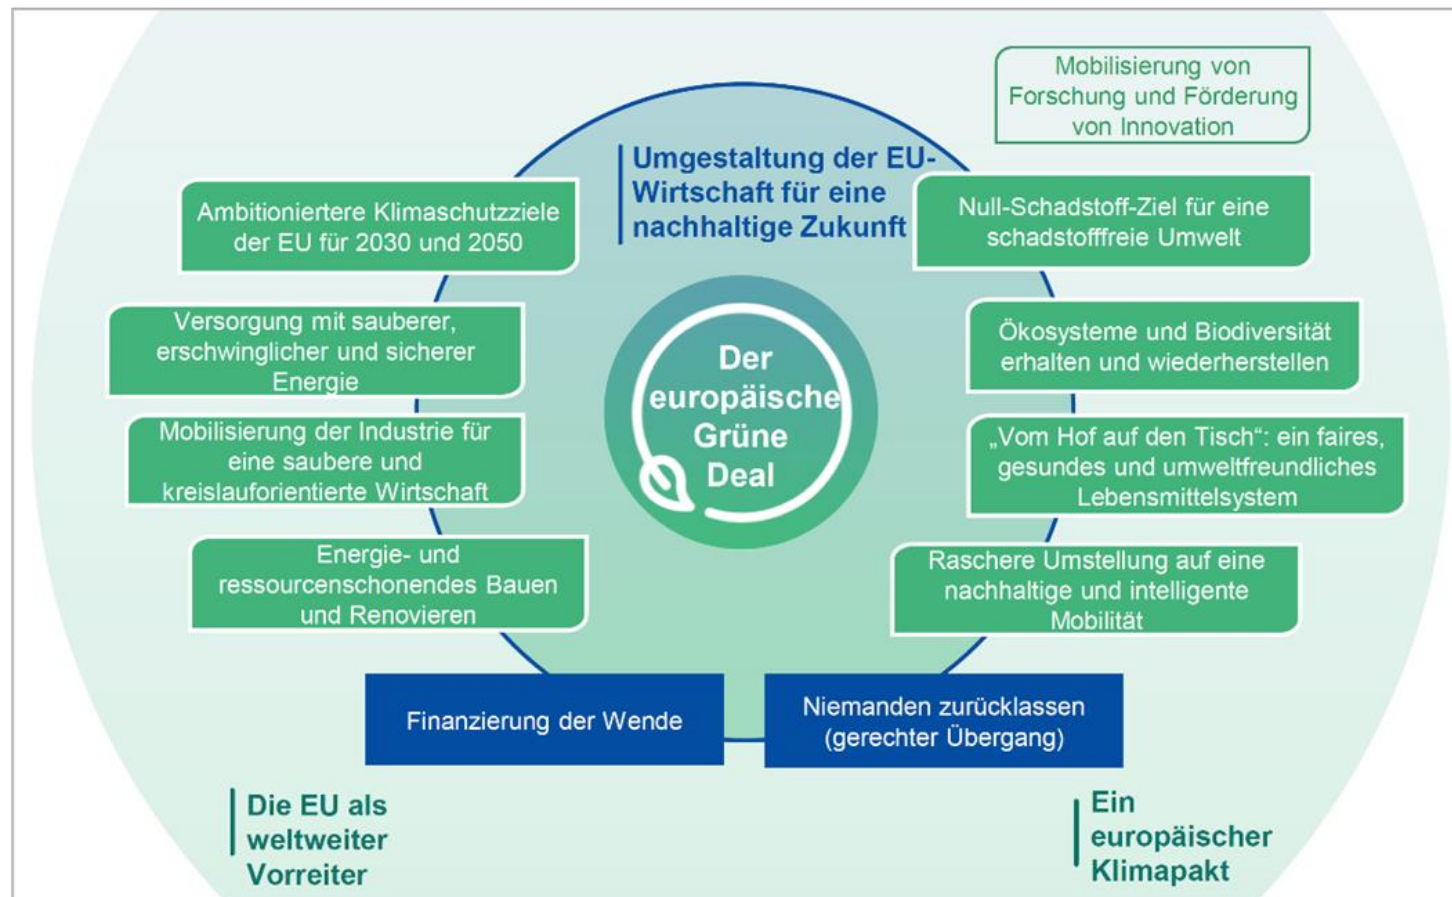 Mobilisierung von
Forschung und Förderung
von Innovation
Umgestaltung der EU-
Wirtschaft für eine
nachhaltige Zukunft
Ambitioniertere Klimaschutzziele
der EU für 2030 und 2050
Null-Schadstoff-Ziel für eine
schadstofffreie Umwelt
Versorgung mit sauberer,
erschwinglicher und sicherer
Energie
Ökosysteme und Biodiversität
erhalten und wiederherstellen
Der
europäische
Grüne
Deal
Mobilisierung der Industrie für
eine saubere und
kreislauforientierte Wirtschaft
„Vom Hof auf den Tisch“: ein faires,
gesundes und umweltfreundliches
Lebensmittelsystem
Energie- und
ressourcenschonendes Bauen
und Renovieren
Raschere Umstellung auf eine
nachhaltige und intelligente
Mobilität
Finanzierung der Wende
Niemanden zurücklassen
(gerechter Übergang)
Die EU als
weltweiter
Vorreiter
Ein
europäischer
Klimapakt